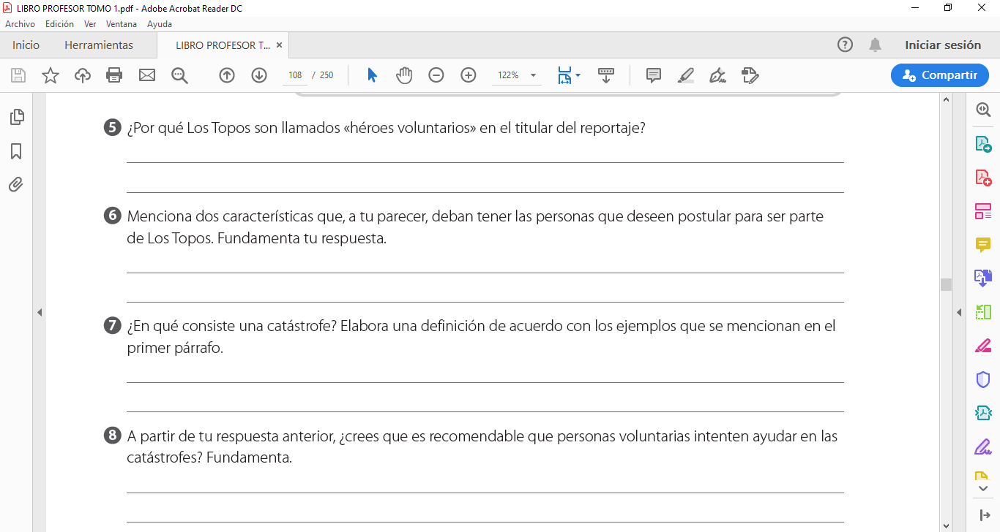 LIBRO PROFESOR TOMO 1.pdf - Adobe Acrobat Reader DC
Archivo Edición Ver Ventana Ayuda
Inicio Herramientas LIBRO PROFESOR T... × Iniciar sesión
108 / 250 122% Compartir
5 ¿Por qué Los Topos son llamados «héroes voluntarios» en el titular del reportaje?
6 Menciona dos características que, a tu parecer, deban tener las personas que deseen postular para ser parte
de Los Topos. Fundamenta tu respuesta.
7 ¿En qué consiste una catástrofe? Elabora una definición de acuerdo con los ejemplos que se mencionan en el
primer párrafo.
8 A partir de tu respuesta anterior, ¿crees que es recomendable que personas voluntarias intenten ayudar en las
catástrofes? Fundamenta.